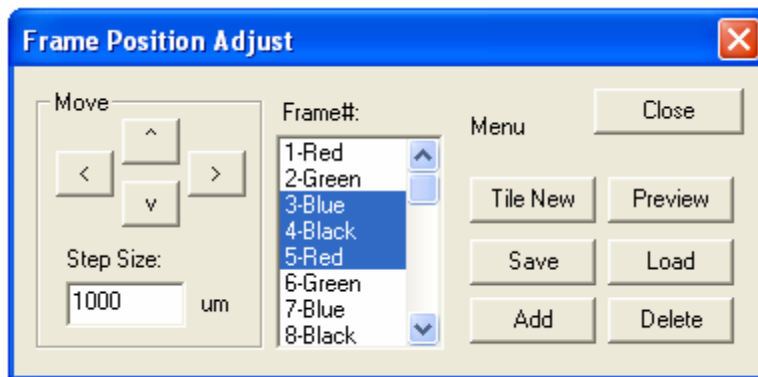 Frame Position Adjust
Move
^
< >
v
Step Size:
1000 um
Frame#:
1-Red
2-Green
3-Blue
4-Black
5-Red
6-Green
7-Blue
8-Black
Menu
Close
Tile New Preview
Save Load
Add Delete